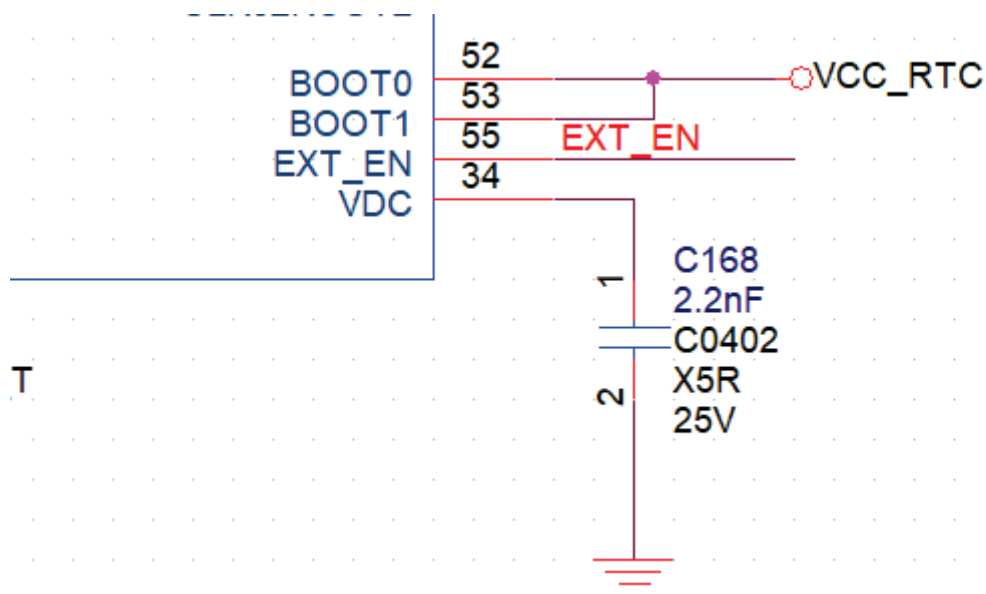 52
BOOT0
VCC_RTC
53
BOOT1
55
EXT_EN
EXT_EN
34
VDC
C168
1
2.2nF
C0402
T
X5R
2
25V